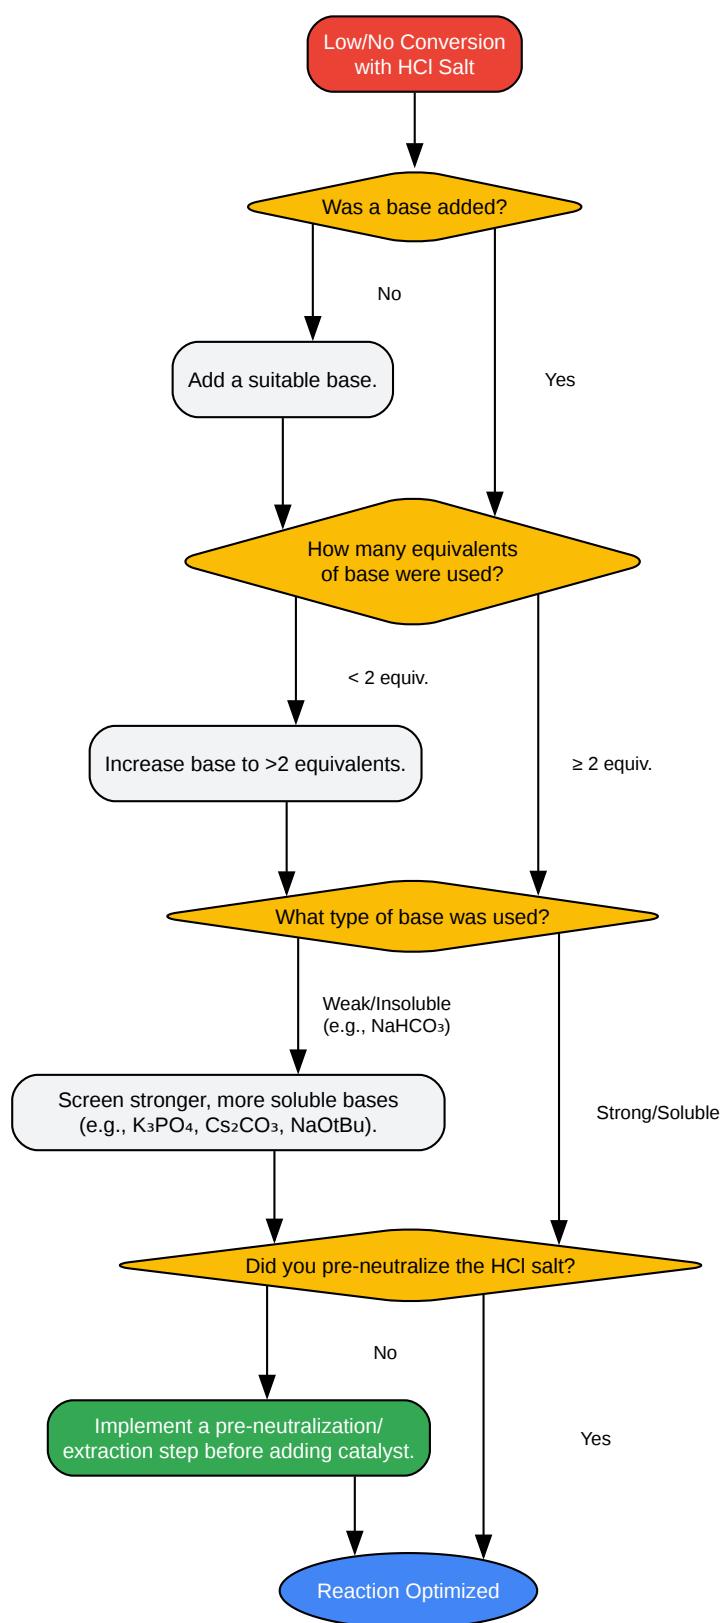 Low/No Conversion
with HCl Salt
Was a base added?
No
Add a suitable base.
Yes
How many equivalents
of base were used?
< 2 equiv.
Increase base to >2 equivalents.
≥ 2 equiv.
What type of base was used?
Weak/Insoluble
(e.g., NaHCO₃)
Screen stronger, more soluble bases
(e.g., K₃PO₄, Cs₂CO₃, NaOtBu).
Strong/Soluble
Did you pre-neutralize the HCl salt?
No
Implement a pre-neutralization/
extraction step before adding catalyst.
Yes
Reaction Optimized